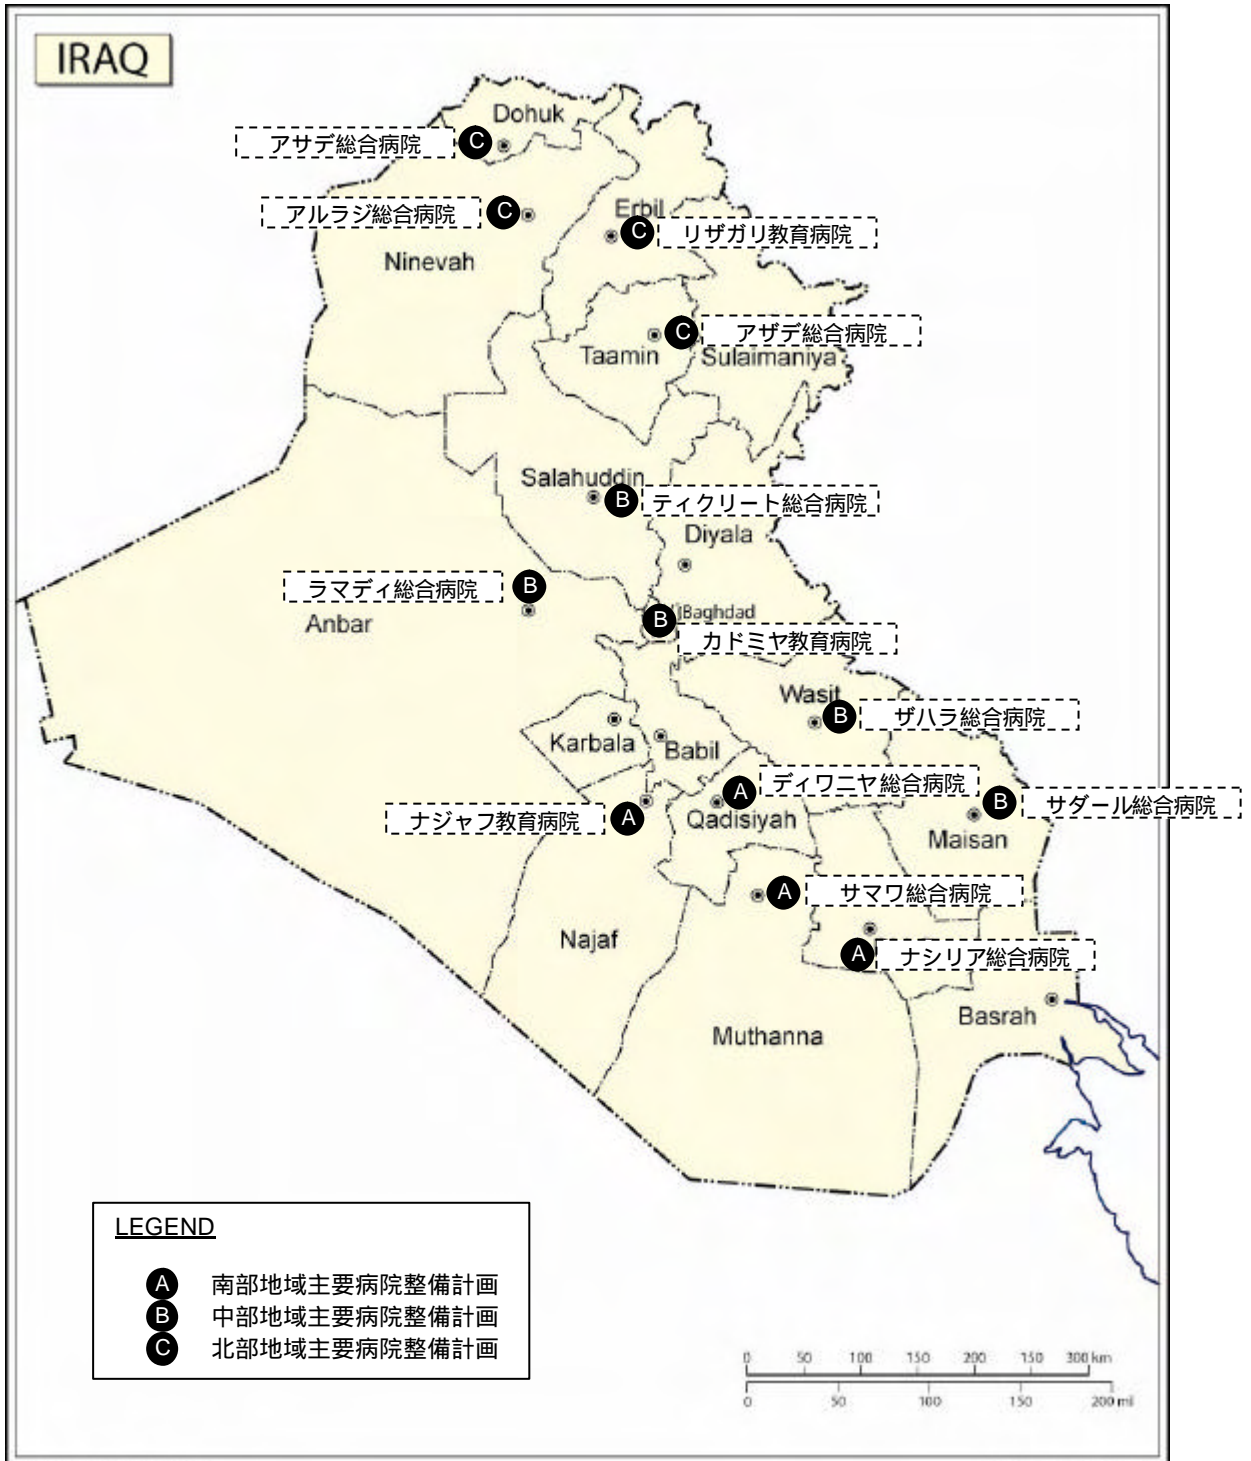 IRAQ
Dohuk
アサデ総合病院 C
アルラジ総合病院 C
Erbil
C リザガリ教育病院
Ninevah
C アザデ総合病院
Taamin
Sulaimaniya
Salahuddin
B ティクリート総合病院
Diyala
ラマディ総合病院 B
Anbar
Baghdad
B
カドミヤ教育病院
Wasit
B ザハラ総合病院
Karbala
Babil
A ディワニヤ総合病院
B サダール総合病院
ナジャフ教育病院 A
Qadisiyah
Maisan
A サマワ総合病院
Najaf
A ナシリア総合病院
Basrah
Muthanna
LEGEND
A 南部地域主要病院整備計画
B 中部地域主要病院整備計画
C 北部地域主要病院整備計画
0 50 100 150 200 150 300 km
0 50 100 150 200 mil